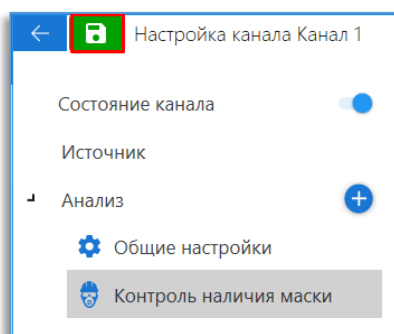 Настройка канала Канал 1
Состояние канала
Источник
Анализ
Общие настройки
Контроль наличия маски